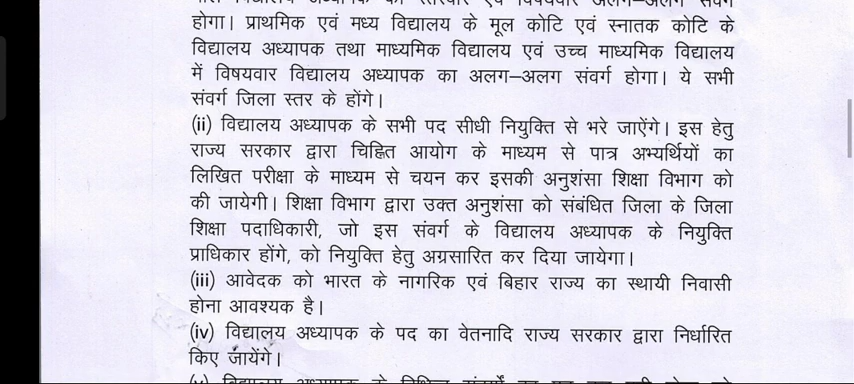 होगा। प्राथमिक एवं मध्य विद्यालय के मूल कोटि एवं स्नातक कोटि के
विद्यालय अध्यापक तथा माध्यमिक विद्यालय एवं उच्च माध्यमिक विद्यालय
में विषयवार विद्यालय अध्यापक का अलग–अलग संवर्ग होगा। ये सभी
संवर्ग जिला स्तर के होंगे।
(ii) विद्यालय अध्यापक के सभी पद सीधी नियुक्ति से भरे जाऐंगे। इस हेतु
राज्य सरकार द्वारा चिह्नित आयोग के माध्यम से पात्र अभ्यर्थियों का
लिखित परीक्षा के माध्यम से चयन कर इसकी अनुशंसा शिक्षा विभाग को
की जायेगी। शिक्षा विभाग द्वारा उक्त अनुशंसा को संबंधित जिला के जिला
शिक्षा पदाधिकारी, जो इस संवर्ग के विद्यालय अध्यापक के नियुक्ति
प्राधिकार होंगे, को नियुक्ति हेतु अग्रसारित कर दिया जायेगा।
(iii) आवेदक को भारत के नागरिक एवं बिहार राज्य का स्थायी निवासी
होना आवश्यक है।
(iv) विद्यालय अध्यापक के पद का वेतनादि राज्य सरकार द्वारा निर्धारित
किए जायेंगे।